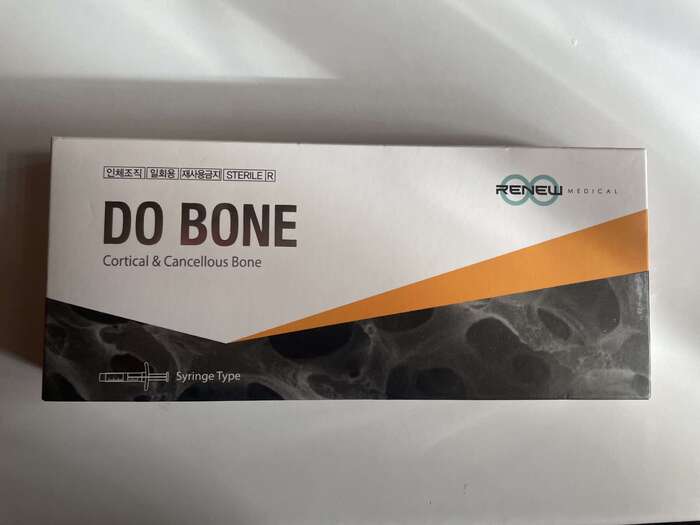 인체조직 일회용 재사용금지 STERILE R
RENEW MEDICAL
DO BONE
Cortical & Cancellous Bone
Syringe Type